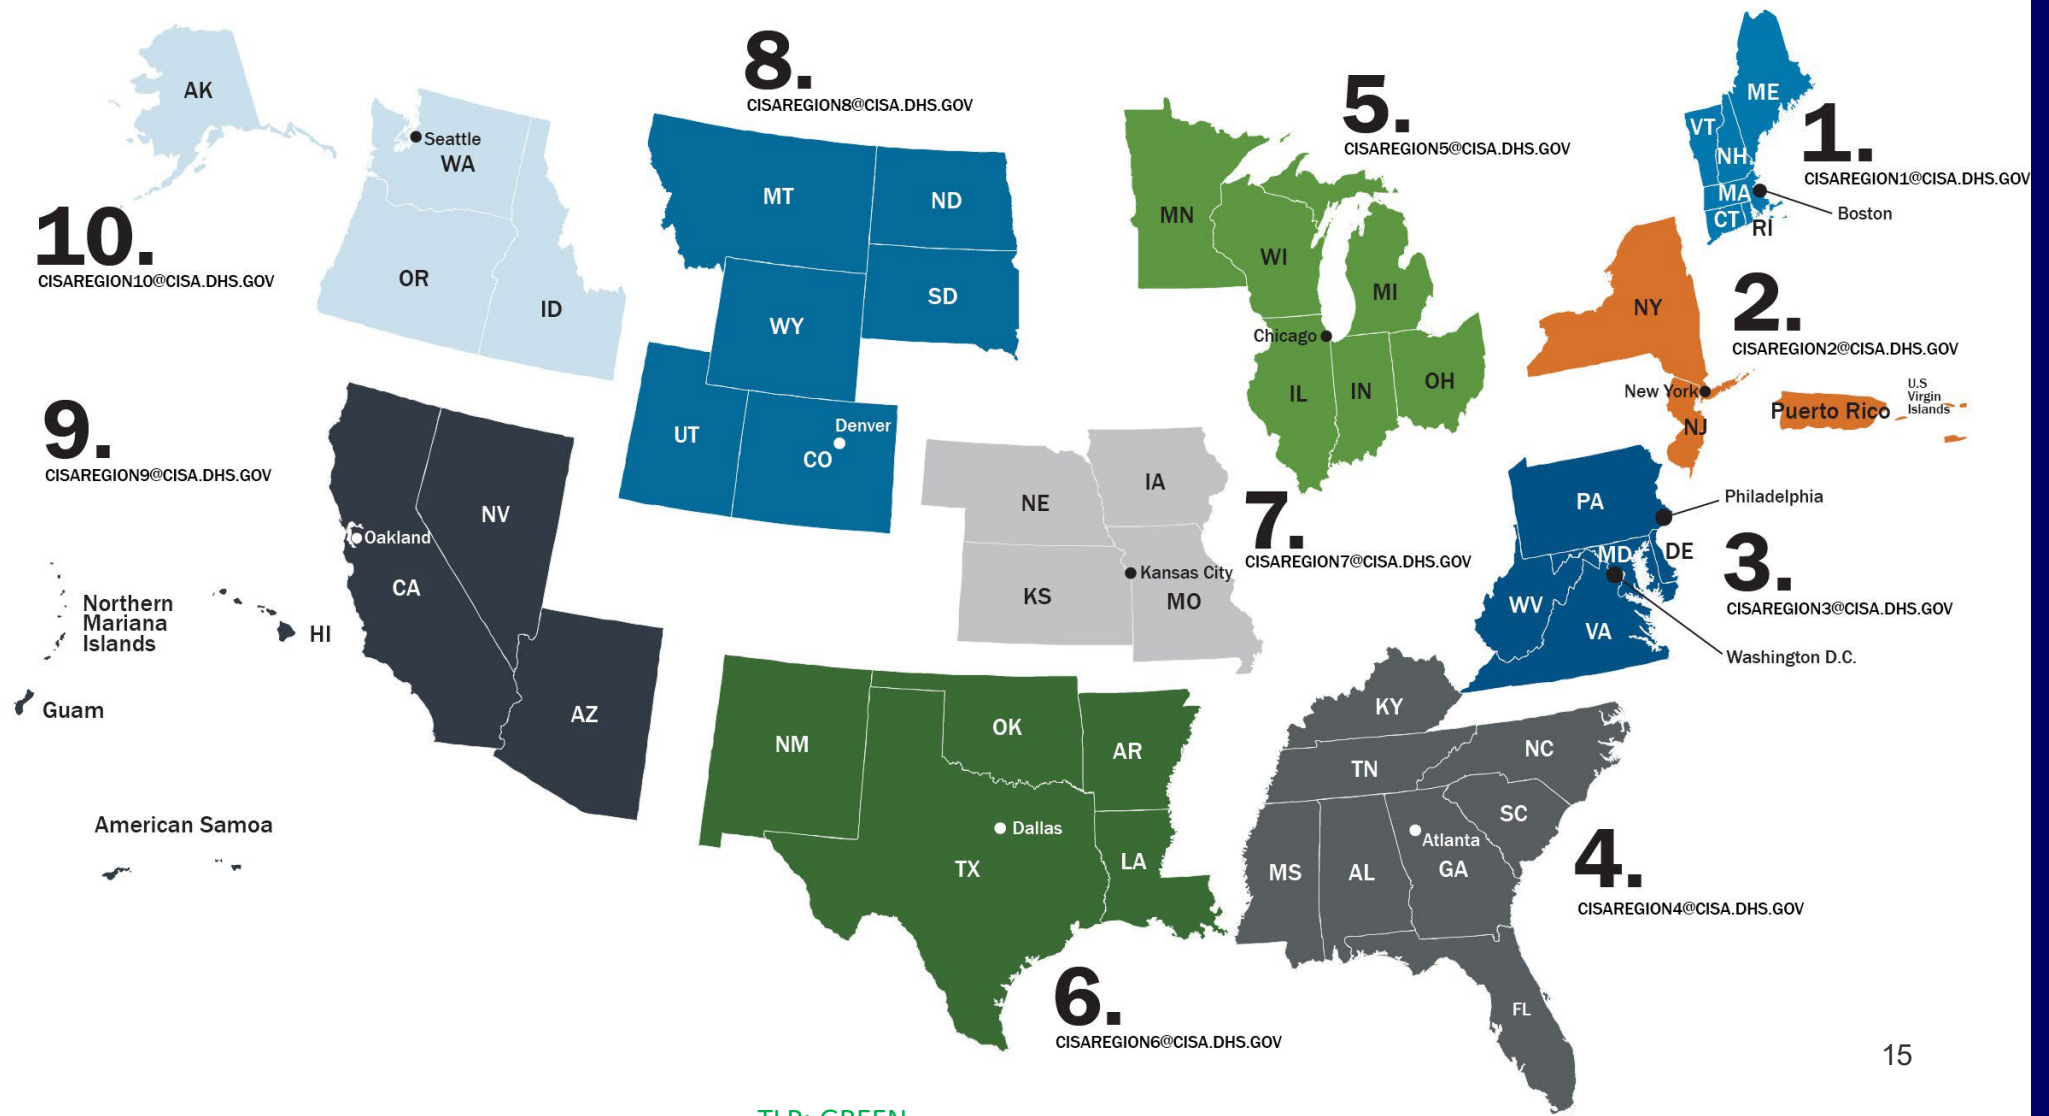 8.
CISAREGION8@CISA.DHS.GOV
5.
CISAREGION5@CISA.DHS.GOV
1.
CISAREGION1@CISA.DHS.GOV
AK
Seattle
WA
OR
ID
10.
CISAREGION10@CISA.DHS.GOV
MT
ND
SD
WY
UT
Denver
CO
MN
WI
MI
Chicago
IL
IN
OH
ME
VT
NH
MA
CT
RI
Boston
NY
2.
CISAREGION2@CISA.DHS.GOV
New York
NJ
Puerto Rico
U.S
Virgin
Islands
9.
CISAREGION9@CISA.DHS.GOV
NV
Oakland
CA
AZ
HI
Northern
Mariana
Islands
Guam
American Samoa
NE
IA
KS
Kansas City
MO
7.
CISAREGION7@CISA.DHS.GOV
PA
Philadelphia
MD
DE
WV
VA
Washington D.C.
3.
CISAREGION3@CISA.DHS.GOV
NM
OK
AR
Dallas
TX
LA
6.
CISAREGION6@CISA.DHS.GOV
KY
TN
NC
SC
MS
AL
Atlanta
GA
FL
4.
CISAREGION4@CISA.DHS.GOV
15
TLP: GREEN